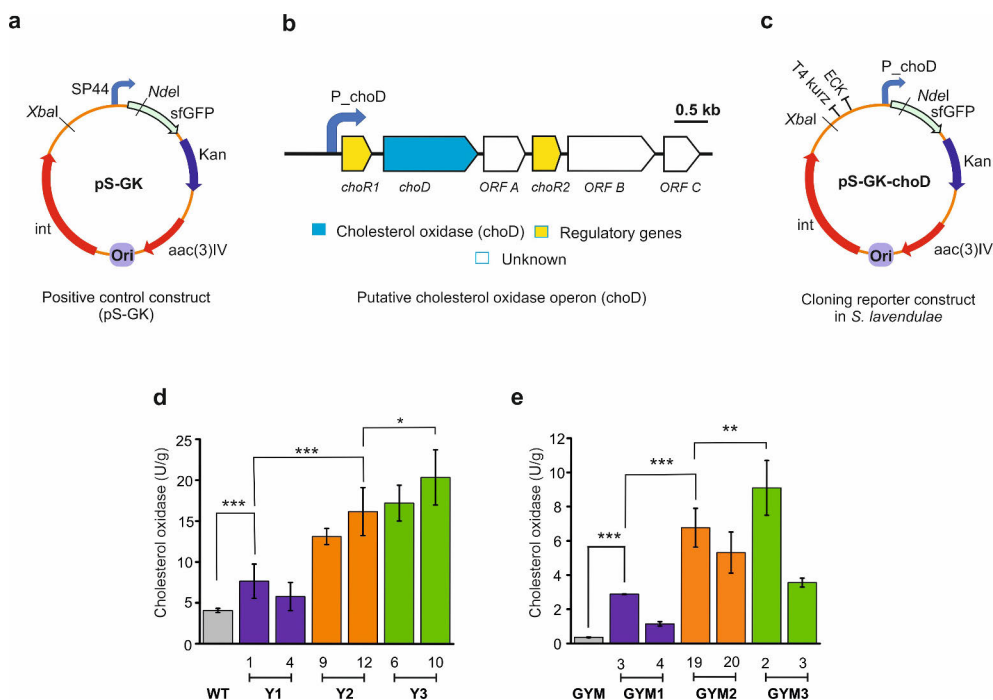 a
SP44
NdeI
XbaI
sfGFP
Kan
pS-GK
int
aac(3)IV
Ori
Positive control construct
(pS-GK)
b
P_choD
0.5 kb
choR1 choD ORF A choR2 ORF B ORF C
Cholesterol oxidase (choD) Regulatory genes
Unknown
Putative cholesterol oxidase operon (choD)
c
P_choD
ECK
T4 kurz
NdeI
XbaI
sfGFP
Kan
pS-GK-choD
int
aac(3)IV
Ori
Cloning reporter construct
in S. lavendulae
d
Cholesterol oxidase (U/g)
25
20
15
10
5
0
***
***
*
1 4 9 12 6 10
WT Y1 Y2 Y3
e
Cholesterol oxidase (U/g)
12
10
8
6
4
2
0
***
***
**
3 4 19 20 2 3
GYM GYM1 GYM2 GYM3